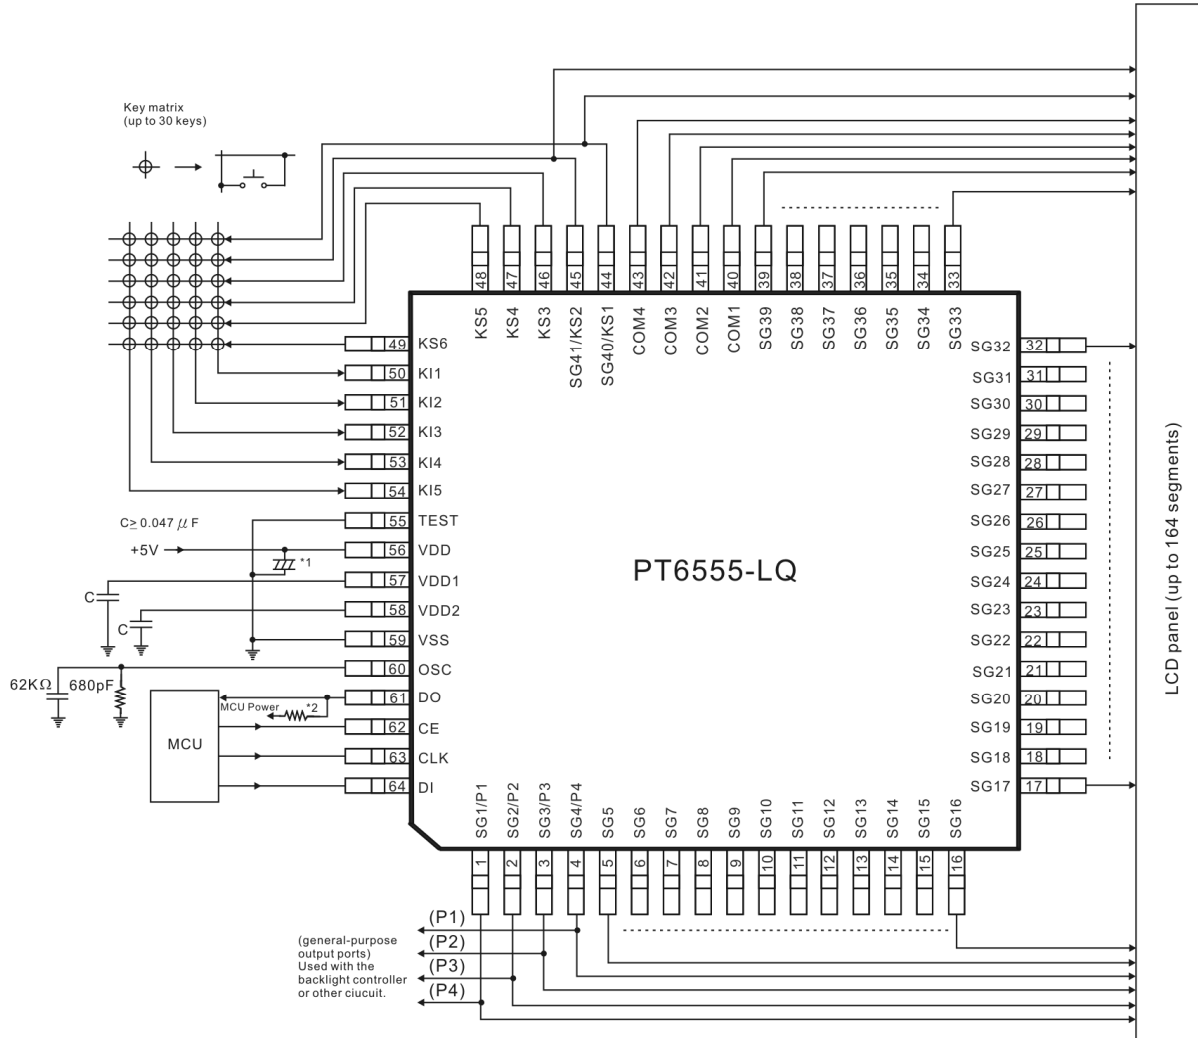 Key matrix
(up to 30 keys)
48
47
46
45
44
43
42
41
40
39
38
37
36
35
34
33
KS5
KS4
KS3
SG41/KS2
SG40/KS1
COM4
COM3
COM2
COM1
SG39
SG38
SG37
SG36
SG35
SG34
SG33
49 KS6
50 KI1
51 KI2
52 KI3
53 KI4
54 KI5
55 TEST
56 VDD
57 VDD1
58 VDD2
59 VSS
60 OSC
61 DO
62 CE
63 CLK
64 DI
C≥ 0.047 μF
+5V
*1
C
C
62KΩ
680pF
MCU Power
*2
MCU
PT6555-LQ
SG32 32
SG31 31
SG30 30
SG29 29
SG28 28
SG27 27
SG26 26
SG25 25
SG24 24
SG23 23
SG22 22
SG21 21
SG20 20
SG19 19
SG18 18
SG17 17
LCD panel (up to 164 segments)
SG1/P1
SG2/P2
SG3/P3
SG4/P4
SG5
SG6
SG7
SG8
SG9
SG10
SG11
SG12
SG13
SG14
SG15
SG16
1
2
3
4
5
6
7
8
9
10
11
12
13
14
15
16
(P1)
(P2)
(P3)
(P4)
(general-purpose
output ports)
Used with the
backlight controller
or other ciucuit.